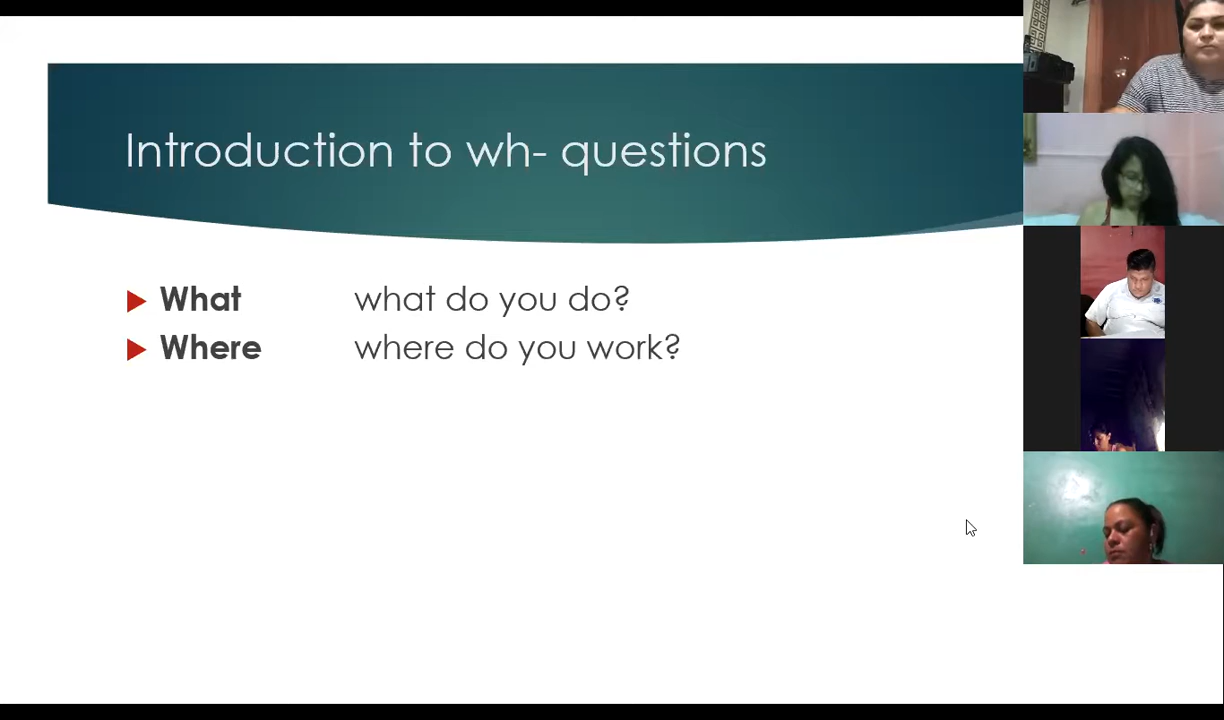 Introduction to wh- questions
What what do you do?
Where where do you work?